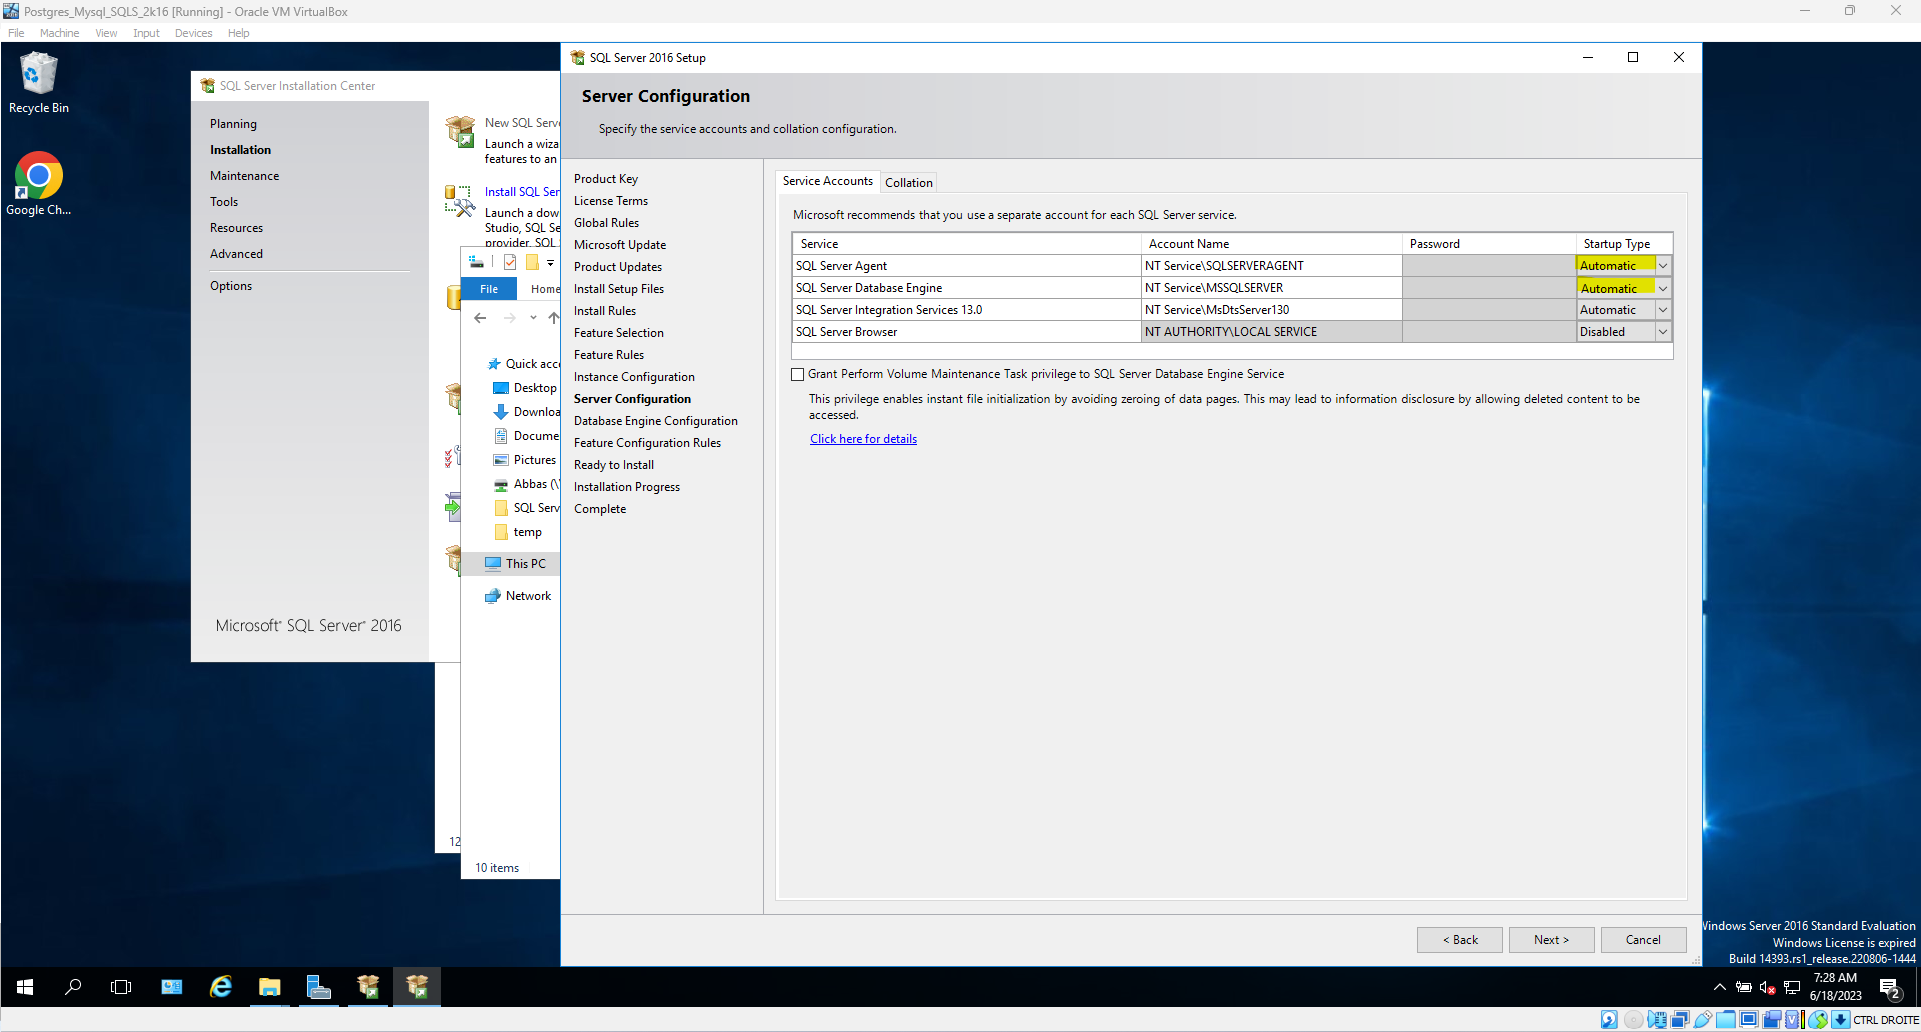 Postgres_Mysql_SQLS_2k16 [Running] - Oracle VM VirtualBox
File Machine View Input Devices Help
Recycle Bin
Google Ch...
SQL Server Installation Center
Planning
Installation
Maintenance
Tools
Resources
Advanced
Options
Microsoft SQL Server 2016
New SQL Serve
Launch a wiza
features to an
Install SQL Ser
Launch a dow
Studio, SQL Se
provider, SQL
File Home
Quick acc
Desktop
Downloa
Docume
Pictures
Abbas (\\
SQL Serv
temp
This PC
Network
12
10 items
SQL Server 2016 Setup
Server Configuration
Specify the service accounts and collation configuration.
Product Key
License Terms
Global Rules
Microsoft Update
Product Updates
Install Setup Files
Install Rules
Feature Selection
Feature Rules
Instance Configuration
Server Configuration
Database Engine Configuration
Feature Configuration Rules
Ready to Install
Installation Progress
Complete
Service Accounts Collation
Microsoft recommends that you use a separate account for each SQL Server service.
Service Account Name Password Startup Type
SQL Server Agent NT Service\SQLSERVERAGENT Automatic
SQL Server Database Engine NT Service\MSSQLSERVER Automatic
SQL Server Integration Services 13.0 NT Service\MsDtsServer130 Automatic
SQL Server Browser NT AUTHORITY\LOCAL SERVICE Disabled
Grant Perform Volume Maintenance Task privilege to SQL Server Database Engine Service
This privilege enables instant file initialization by avoiding zeroing of data pages. This may lead to information disclosure by allowing deleted content to be
accessed.
Click here for details
< Back Next > Cancel
Windows Server 2016 Standard Evaluation
Windows License is expired
Build 14393.rs1_release.220806-1444
7:28 AM
6/18/2023
2
CTRL DROITE